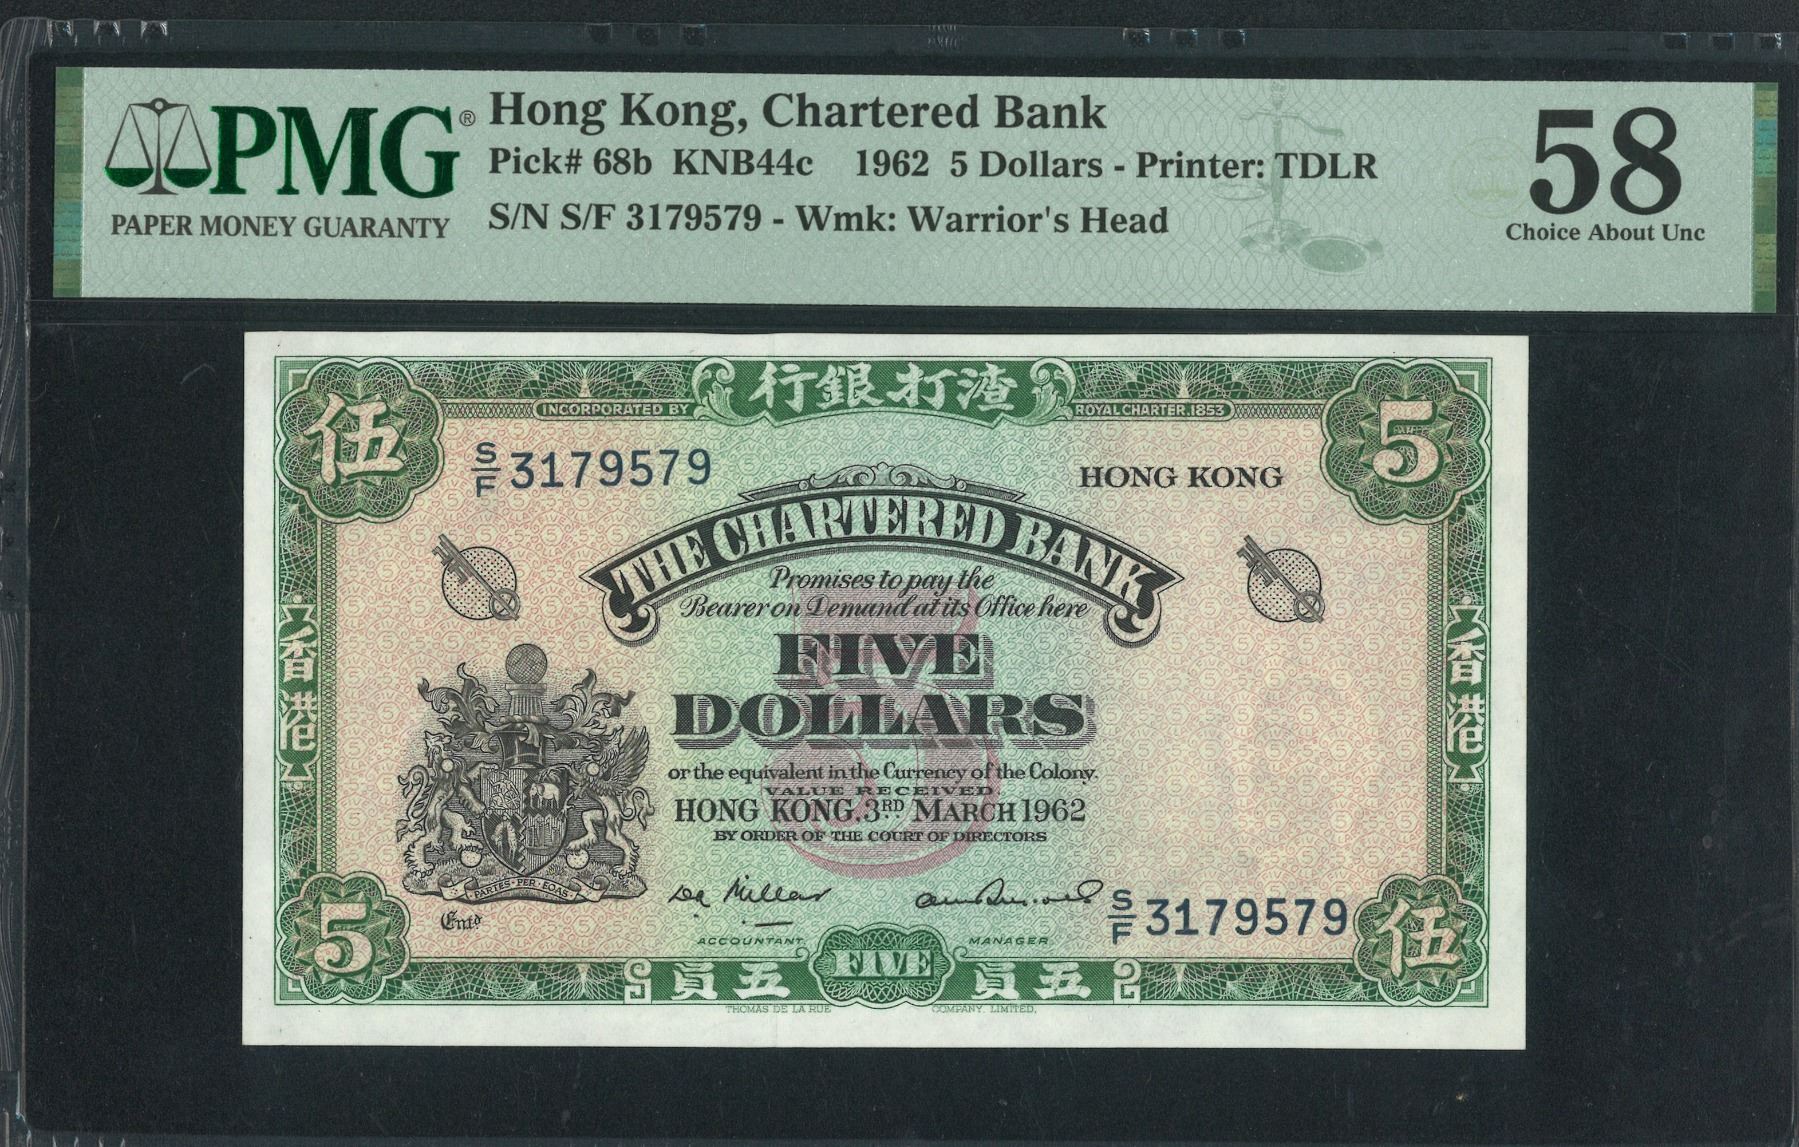 PMG®
PAPER MONEY GUARANTY
Hong Kong, Chartered Bank
Pick# 68b KNB44c 1962 5 Dollars - Printer: TDLR
S/N S/F 3179579 - Wmk: Warrior's Head
58
Choice About Unc
行銀打渣
INCORPORATED BY ROYAL CHARTER.1853
伍
5
S/F 3179579
HONG KONG
THE CHARTERED BANK
Promises to pay the
Bearer on Demand at its Office here
FIVE
DOLLARS
香港
香港
or the equivalent in the Currency of the Colony.
VALUE RECEIVED
HONG KONG, 3RD MARCH 1962
BY ORDER OF THE COURT OF DIRECTORS
PARTES·PER·EOAS
Entd
S/F 3179579
ACCOUNTANT.
MANAGER
5
員五
FIVE
員五
伍
THOMAS DE LA RUE COMPANY, LIMITED.